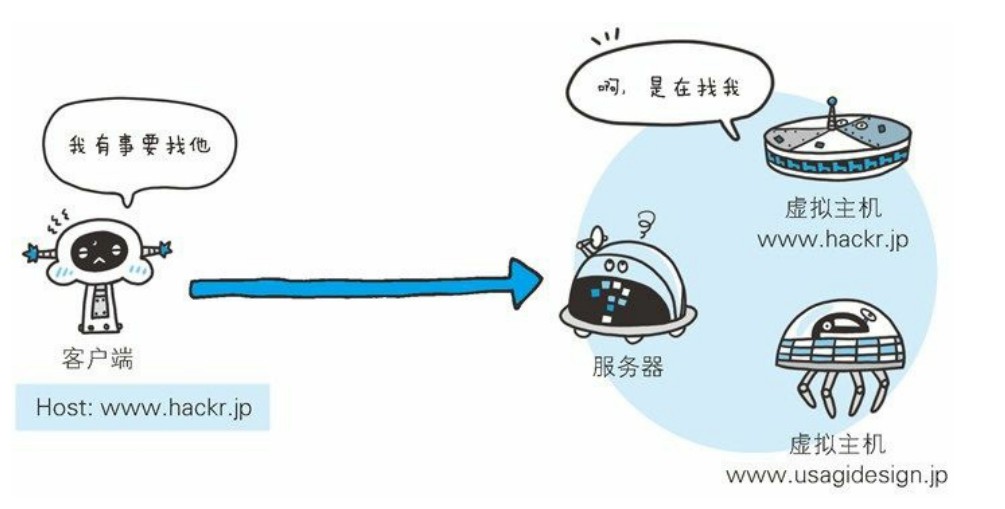 我有事要找他
啊，是在找我
虚拟主机
www.hackr.jp
客户端
Host: www.hackr.jp
服务器
虚拟主机
www.usagidesign.jp